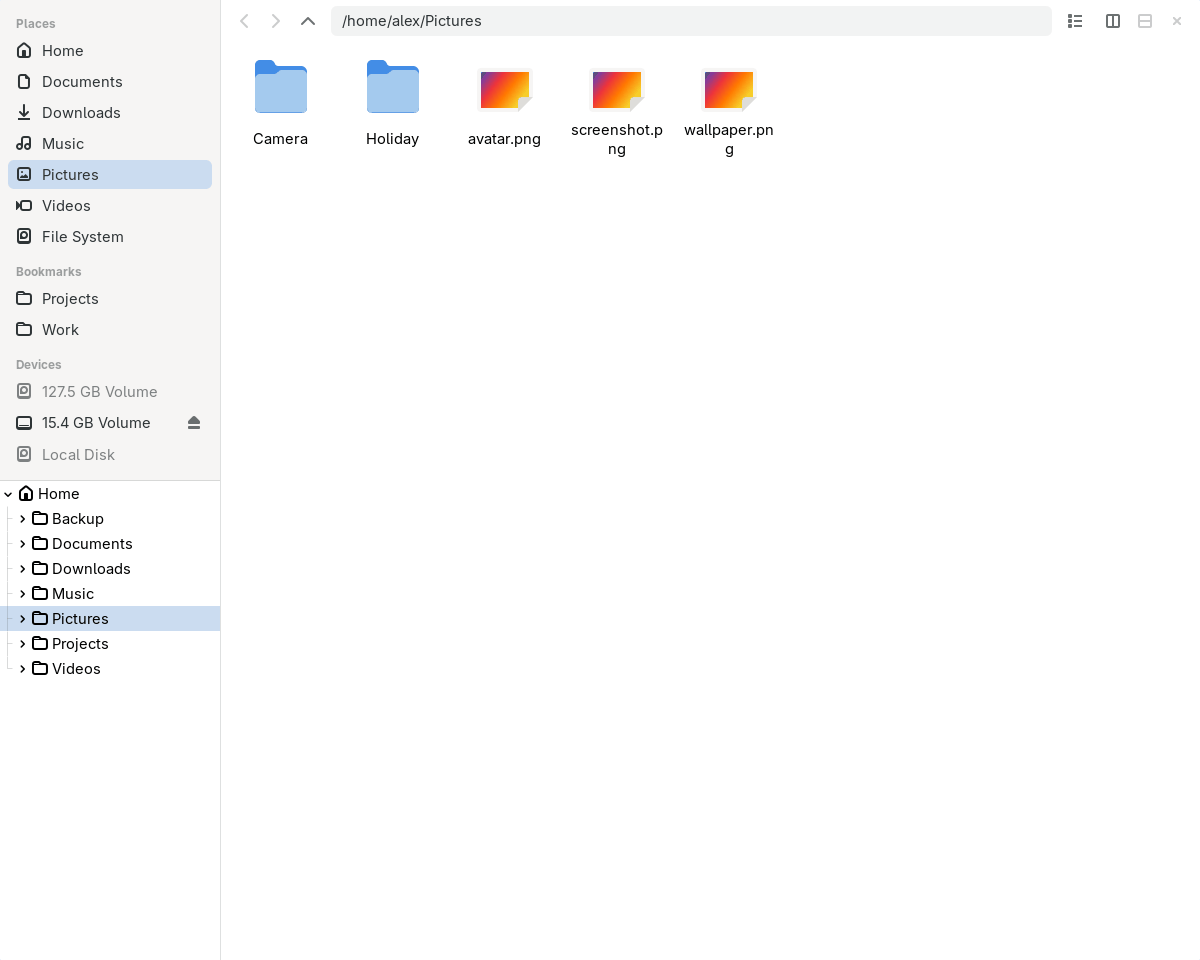 Places
Home
Documents
Downloads
Music
Pictures
Videos
File System
Bookmarks
Projects
Work
Devices
127.5 GB Volume
15.4 GB Volume
Local Disk
Home
Backup
Documents
Downloads
Music
Pictures
Projects
Videos
/home/alex/Pictures
Camera
Holiday
avatar.png
screenshot.p
ng
wallpaper.pn
g